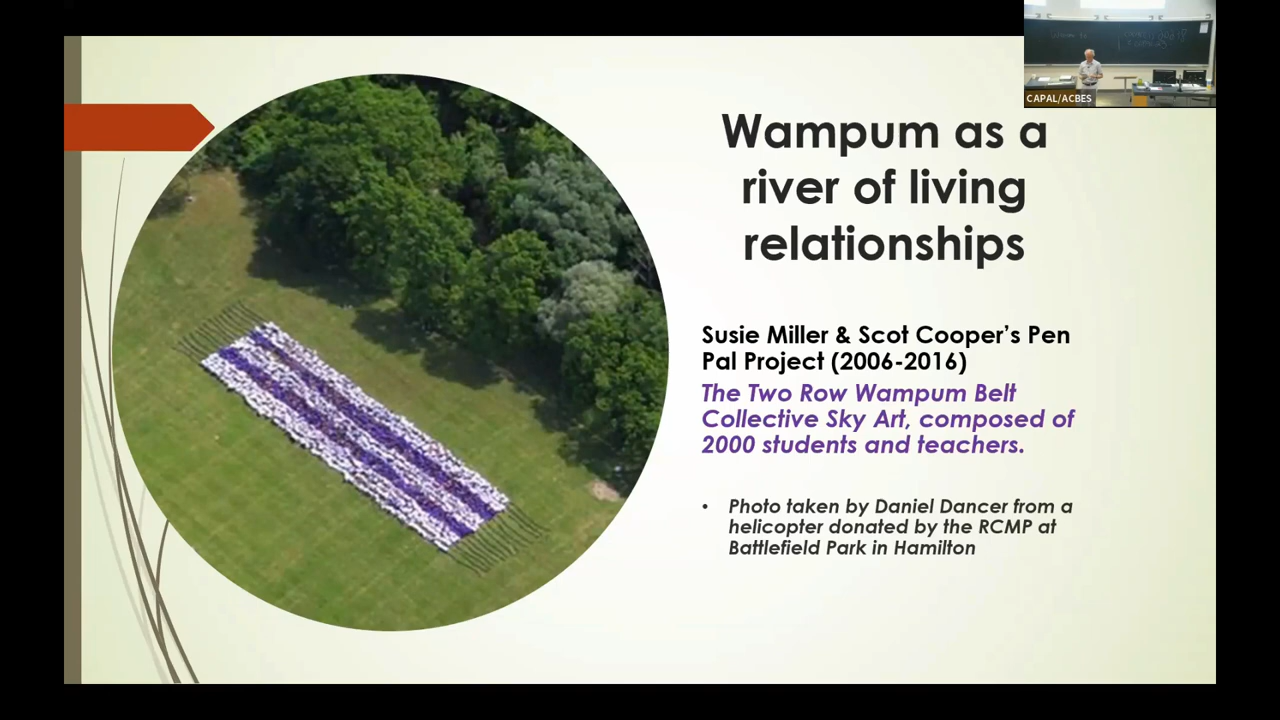 CAPAL/ACBES
Wampum as a
river of living
relationships
Susie Miller & Scot Cooper’s Pen
Pal Project (2006-2016)
The Two Row Wampum Belt
Collective Sky Art, composed of
2000 students and teachers.
• Photo taken by Daniel Dancer from a
helicopter donated by the RCMP at
Battlefield Park in Hamilton